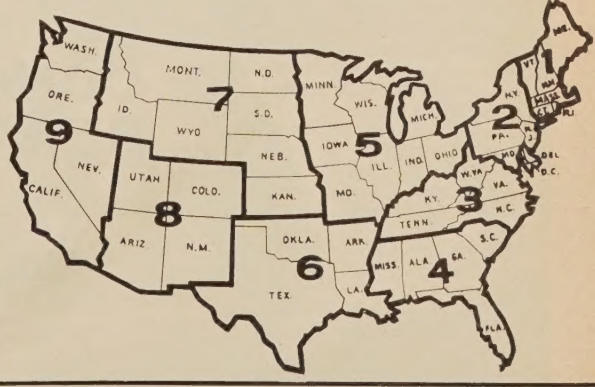 WASH.
MONT.
N.D.
MINN.
ME.
VT.
1
N.H.
ORE.
ID.
7
S.D.
WIS.
MICH.
N.Y.
MASS.
CT.
R.I.
2
WYO
9
NEB.
IOWA
5
PA.
N.
J.
NEV.
UTAH
COLO.
ILL.
IND.
OHIO
MD.
DEL
D.C.
CALIF.
KAN.
MO.
W.VA
VA.
KY.
3
8
TENN.
N.C.
ARIZ
N.M.
OKLA.
ARK
S.C.
6
MISS.
ALA.
GA.
4
TEX.
LA.
FLA.